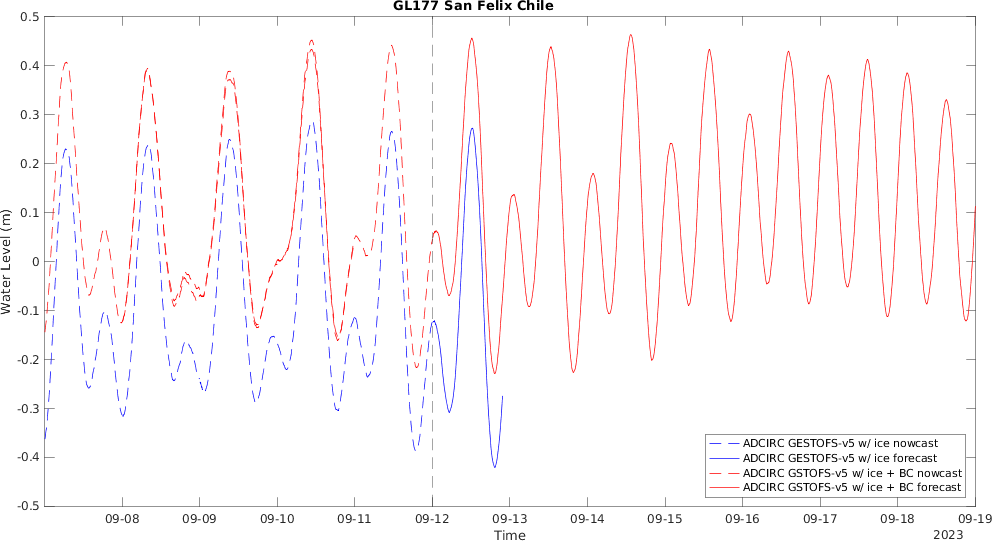 GL177 San Felix Chile
0.5
0.4
0.3
0.2
0.1
0
-0.1
-0.2
-0.3
-0.4
-0.5
Water Level (m)
ADCIRC GESTOFS-v5 w/ ice nowcast
ADCIRC GESTOFS-v5 w/ ice forecast
ADCIRC GSTOFS-v5 w/ ice + BC nowcast
ADCIRC GSTOFS-v5 w/ ice + BC forecast
09-08 09-09 09-10 09-11 09-12 09-13 09-14 09-15 09-16 09-17 09-18 09-19
Time
2023